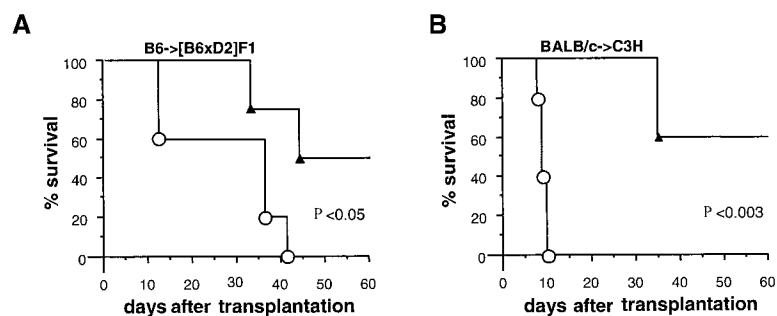 A
B6->[B6xD2]F1
% survival
100
80
60
40
20
0
P <0.05
0 10 20 30 40 50 60
days after transplantation
B
BALB/c->C3H
% survival
100
80
60
40
20
0
P <0.003
0 10 20 30 40 50 60
days after transplantation